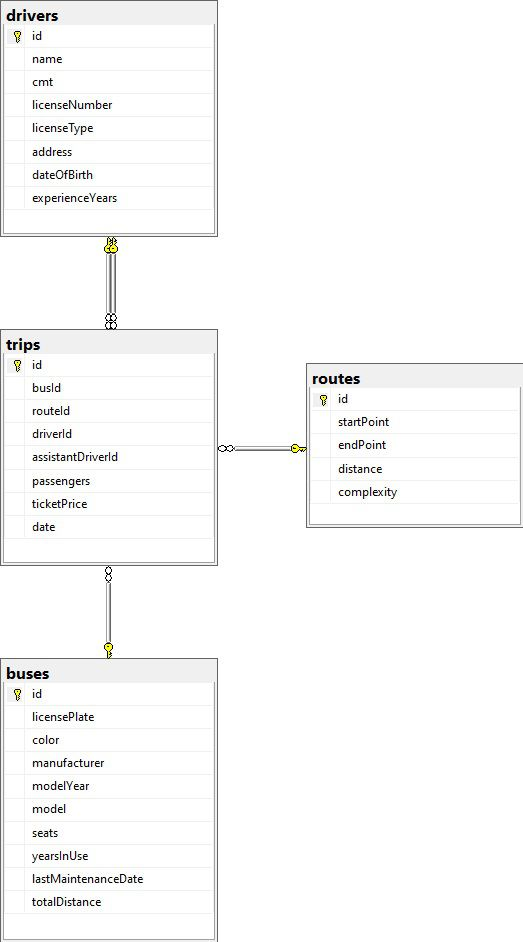 drivers
id
name
cmt
licenseNumber
licenseType
address
dateOfBirth
experienceYears
trips
id
busId
routeId
driverId
assistantDriverId
passengers
ticketPrice
date
routes
id
startPoint
endPoint
distance
complexity
buses
id
licensePlate
color
manufacturer
modelYear
model
seats
yearsInUse
lastMaintenanceDate
totalDistance